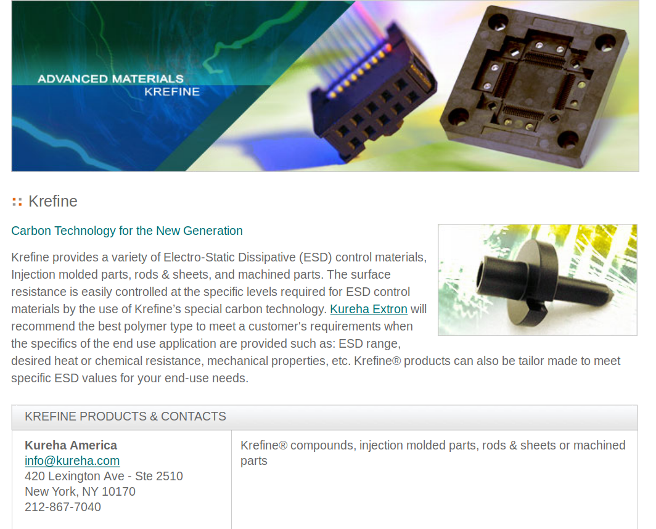 ADVANCED MATERIALS
KREFINE
Krefine
Carbon Technology for the New Generation
Krefine provides a variety of Electro-Static Dissipative (ESD) control materials,
Injection molded parts, rods & sheets, and machined parts. The surface
resistance is easily controlled at the specific levels required for ESD control
materials by the use of Krefine's special carbon technology. Kureha Extron will
recommend the best polymer type to meet a customer's requirements when
the specifics of the end use application are provided such as: ESD range,
desired heat or chemical resistance, mechanical properties, etc. Krefine® products can also be tailor made to meet
specific ESD values for your end-use needs.
KREFINE PRODUCTS & CONTACTS
Kureha America
info@kureha.com
420 Lexington Ave - Ste 2510
New York, NY 10170
212-867-7040
Krefine® compounds, injection molded parts, rods & sheets or machined
parts